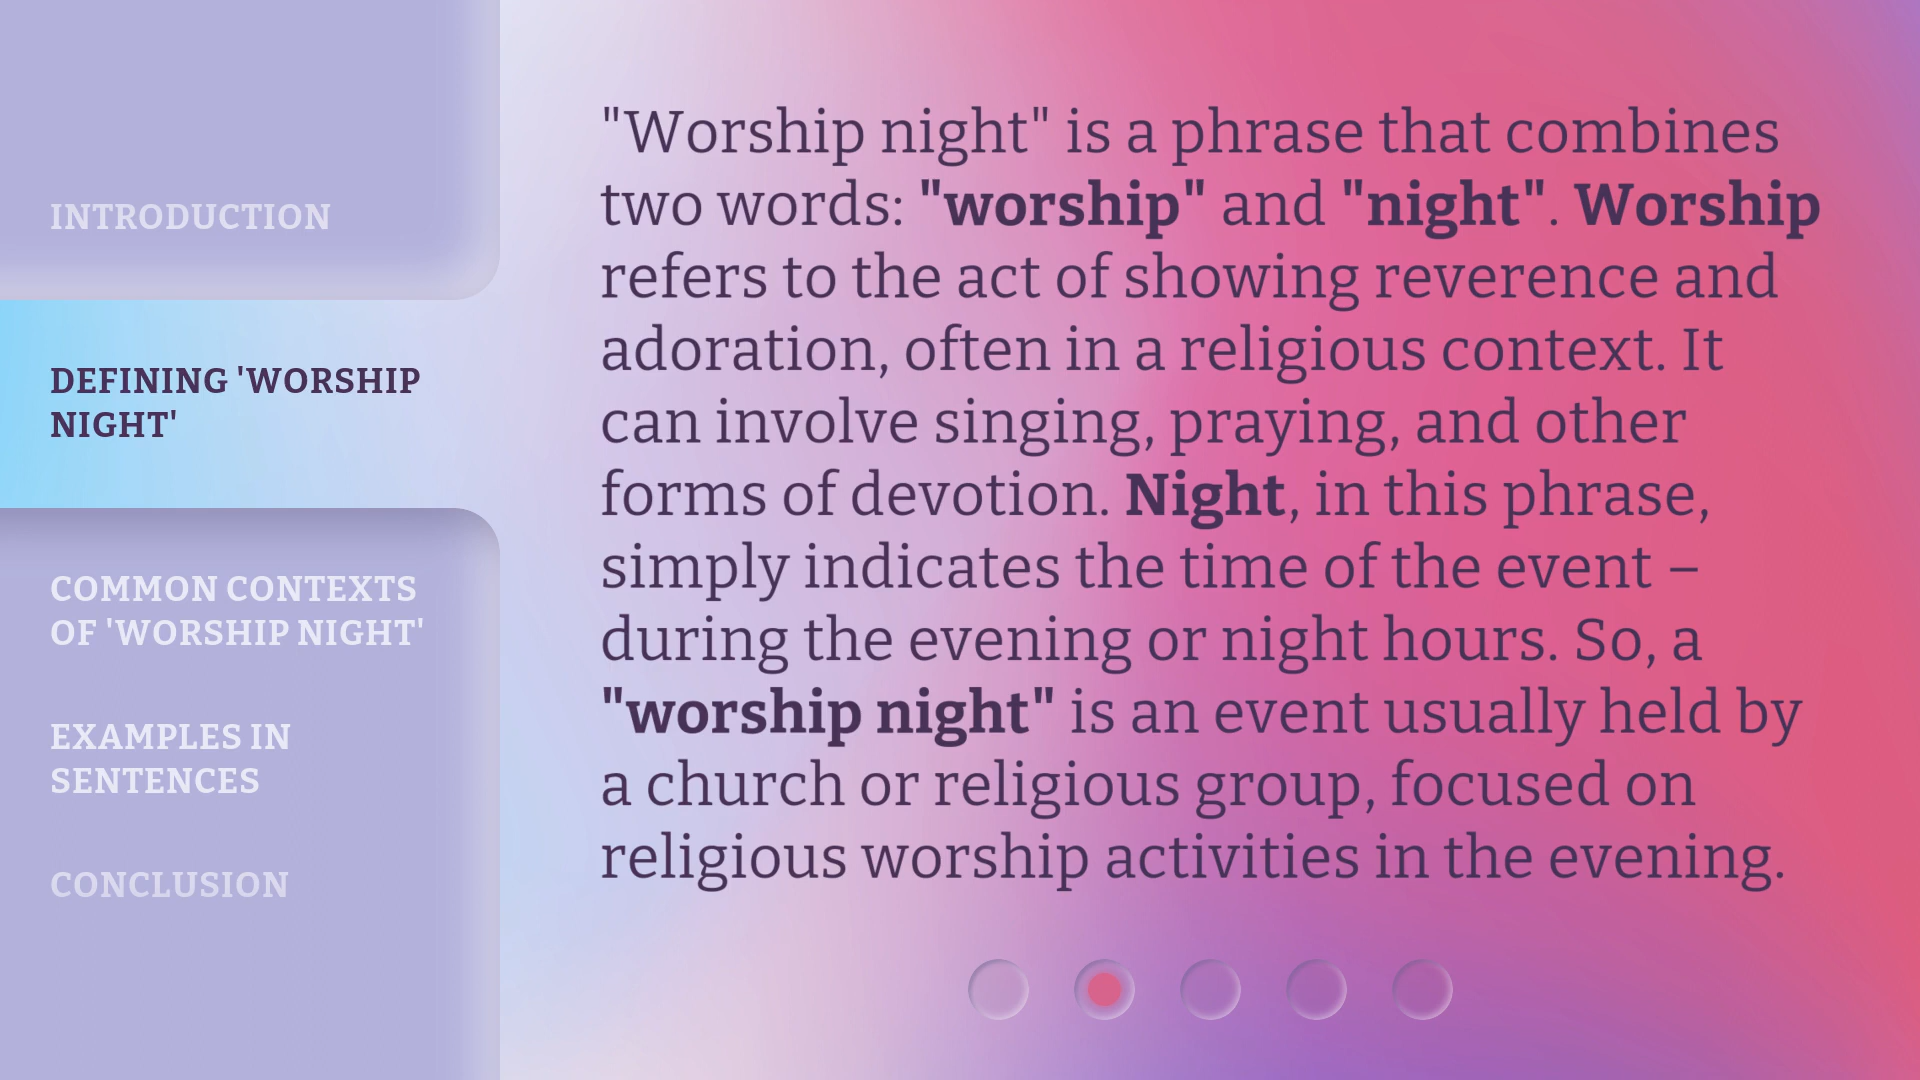 INTRODUCTION
DEFINING 'WORSHIP
NIGHT'
COMMON CONTEXTS
OF 'WORSHIP NIGHT'
EXAMPLES IN
SENTENCES
CONCLUSION
"Worship night" is a phrase that combines
two words: "worship" and "night". Worship
refers to the act of showing reverence and
adoration, often in a religious context. It
can involve singing, praying, and other
forms of devotion. Night, in this phrase,
simply indicates the time of the event –
during the evening or night hours. So, a
"worship night" is an event usually held by
a church or religious group, focused on
religious worship activities in the evening.